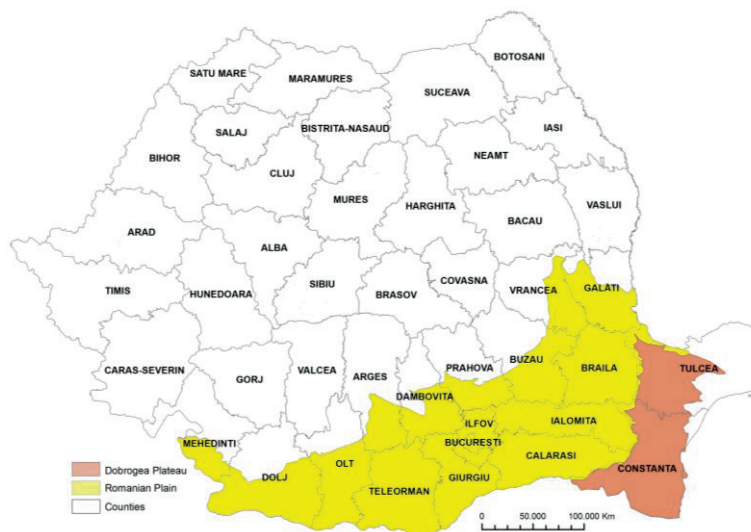 BOTOSANI
SATU MARE
MARAMURES
SUCEAVA
SALAJ
BISTRITA-NASAUD
IASI
BIHOR
CLUJ
NEAMT
MURES
HARGHITA
VASLUI
ARAD
BACAU
ALBA
TIMIS
HUNEDOARA
SIBIU
BRASOV
COVASNA
VRANCEA
GALATI
CARAS-SEVERIN
GORJ
VALCEA
ARGES
PRAHOVA
BUZAU
BRAILA
TULCEA
DAMBOVITA
MEHEDINTI
ILFOV
IALOMITA
BUCURESTI
DOLJ
OLT
TELEORMAN
GIURGIU
CALARASI
CONSTANTA
Dobrogea Plateau
Romanian Plain
Counties
0 50.000 100.000 Km